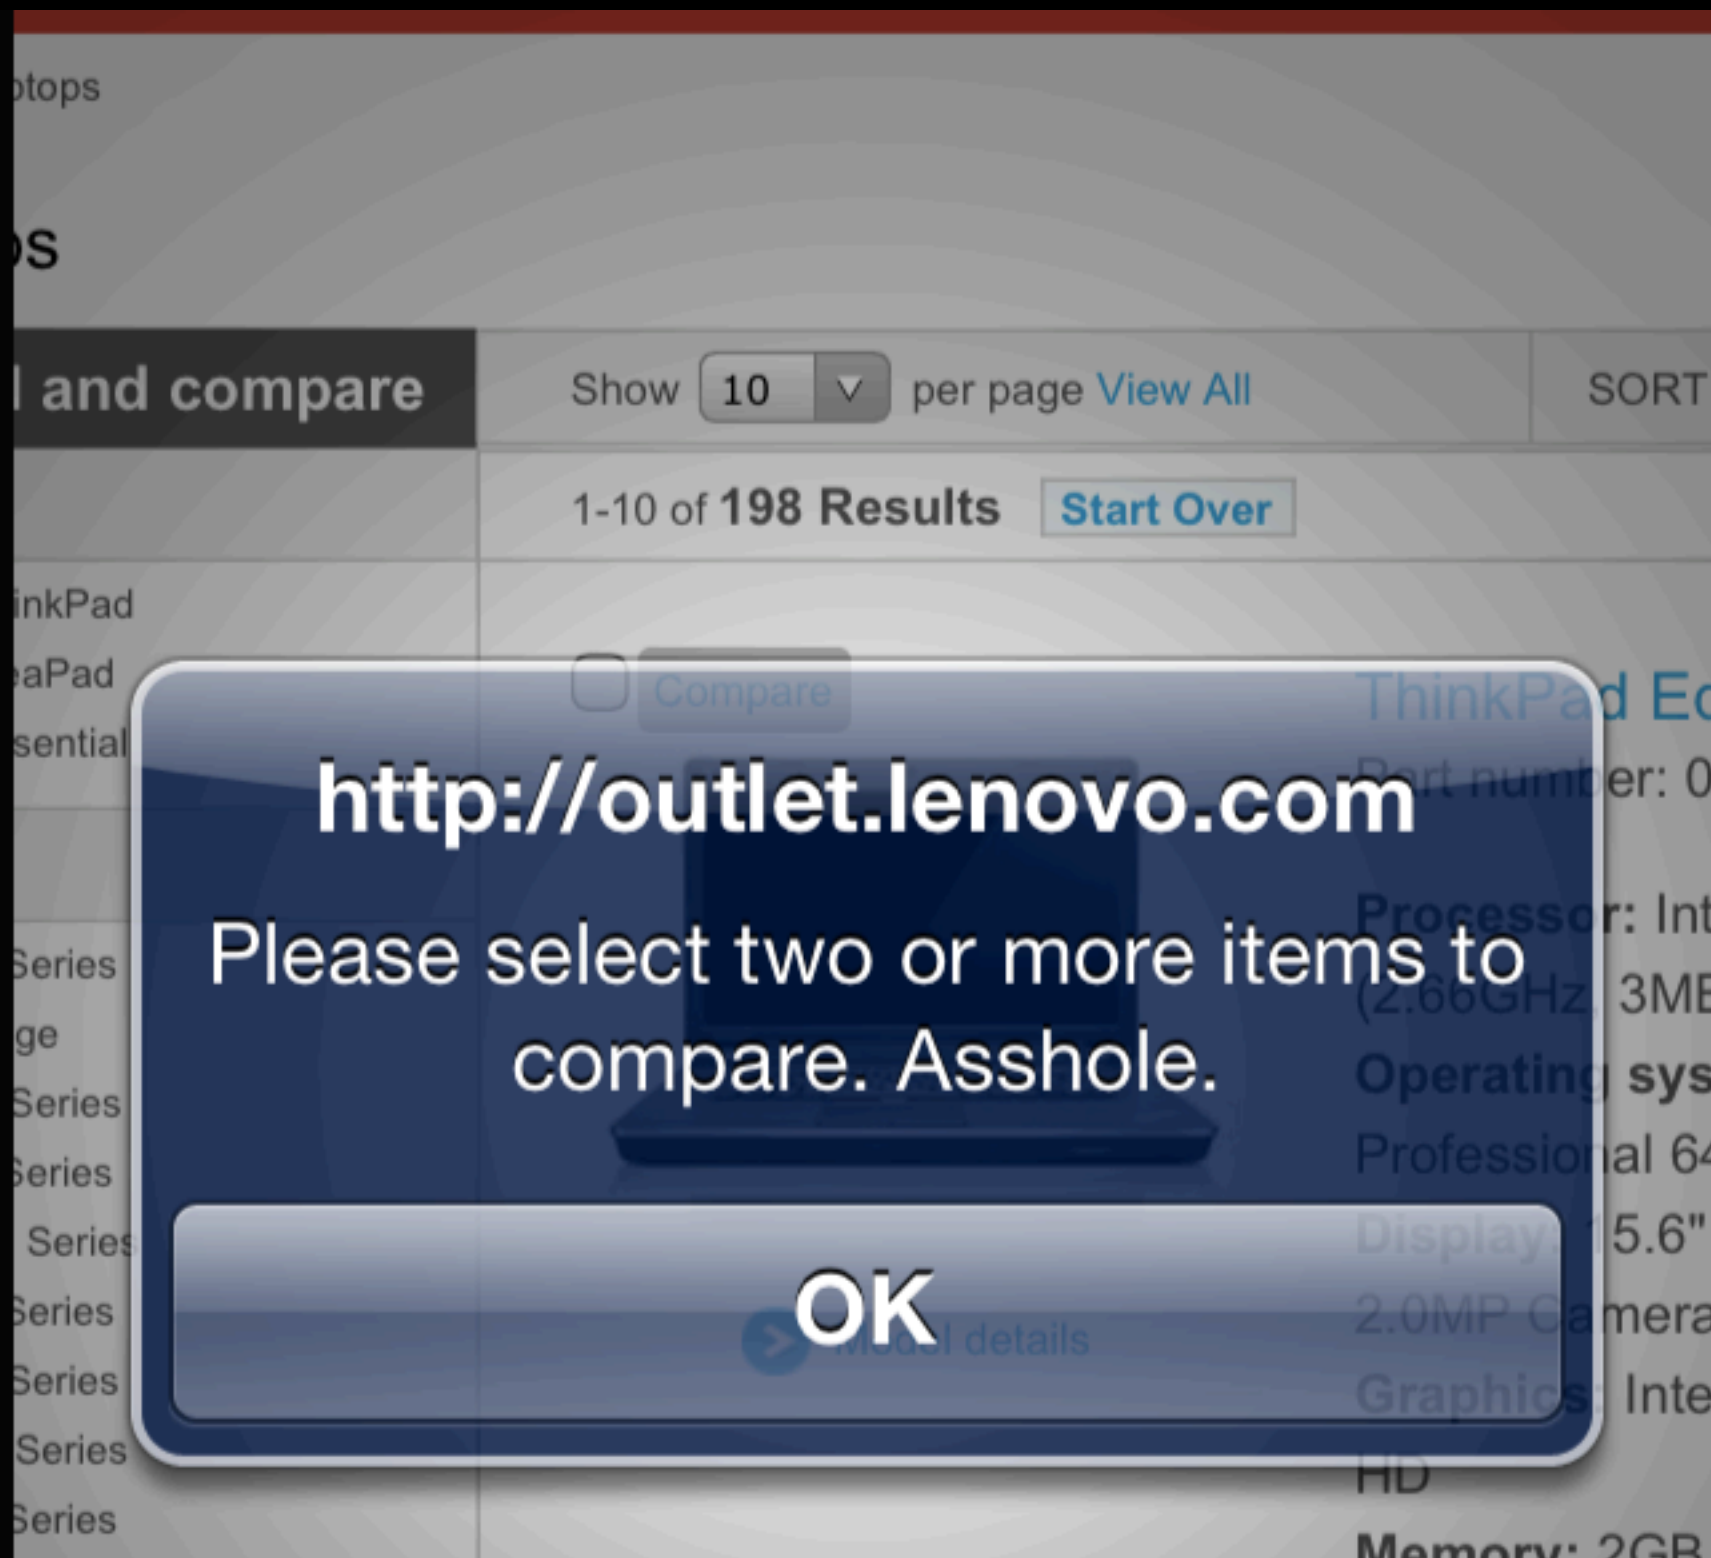 ptops
os
and compare
Show 10 per page View All
SORT
1-10 of 198 Results Start Over
inkPad
eaPad
sential
Compare
ThinkPad Ed
Part number: 0
http://outlet.lenovo.com
Please select two or more items to
compare. Asshole.
OK
Model details
Series
ge
Series
Series
Series
Series
Series
Series
Series
Processor: Int
(2.66GHz, 3MB
Operating sys
Professional 64
Display: 15.6"
2.0MP Camera
Graphics: Inte
HD
Memory: 2GB